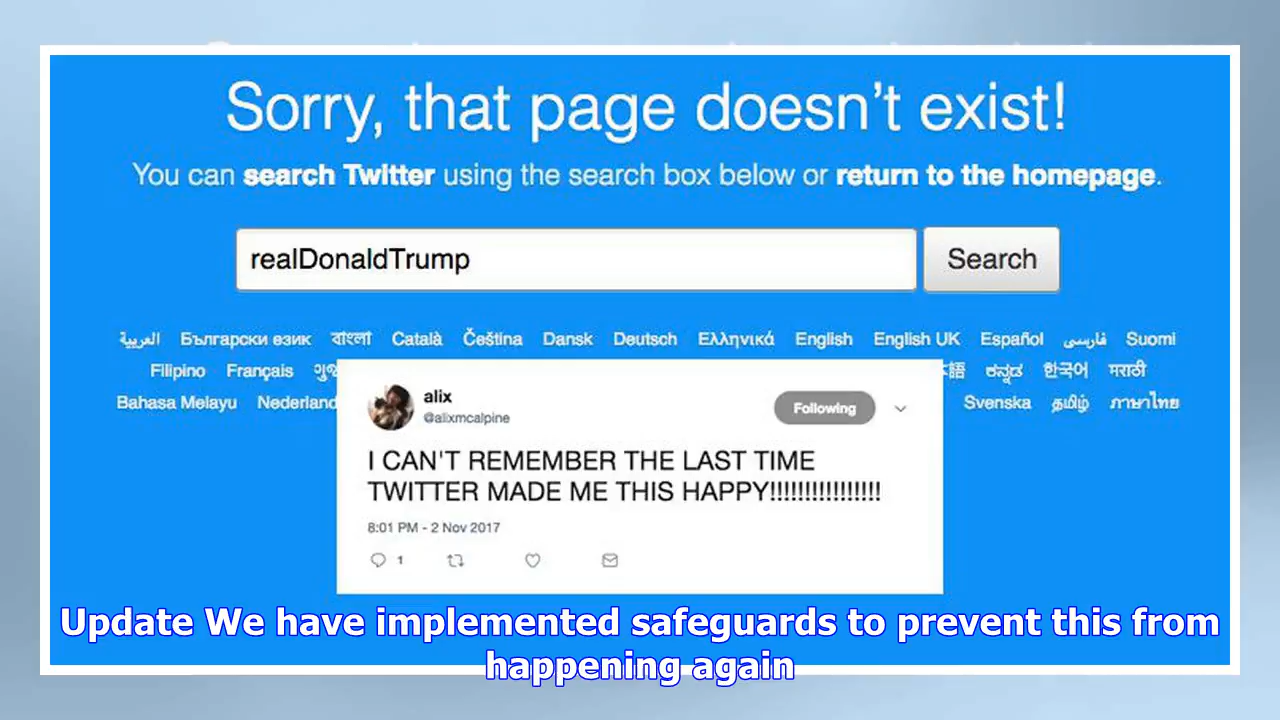 Sorry, that page doesn't exist!
You can search Twitter using the search box below or return to the homepage.
realDonaldTrump
Search
العربية Български език বাংলা Català Čeština Dansk Deutsch Ελληνικά English English UK Español فارسی Suomi
Filipino Français ಕನ್ನಡ 한국어 मराठी
Bahasa Melayu Svenska தமிழ் ภาษาไทย
alix
@alixmcalpine
Following
I CAN'T REMEMBER THE LAST TIME
TWITTER MADE ME THIS HAPPY!!!!!!!!!!!!!!!!!
8:01 PM - 2 Nov 2017
1
Update We have implemented safeguards to prevent this from
happening again